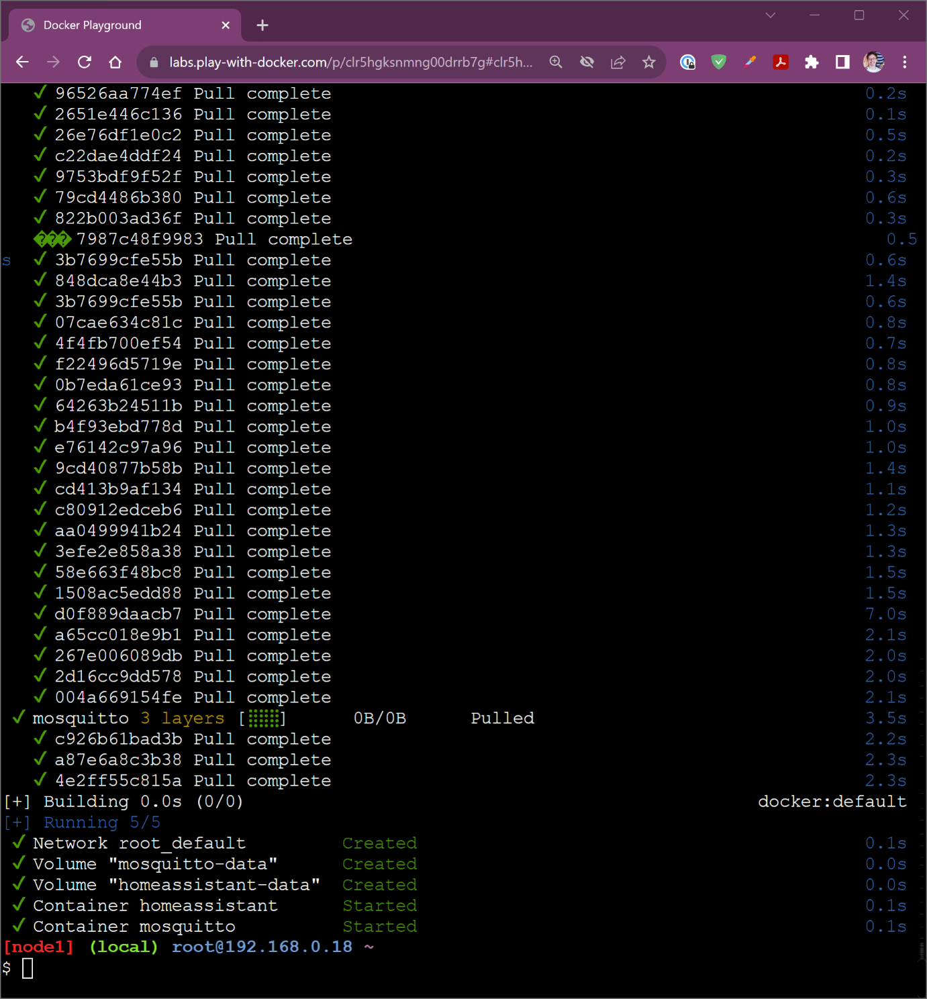 Docker Playground
labs.play-with-docker.com/p/clr5hgksnmng00drrb7g#clr5h...
✓ 96526aa774ef Pull complete 0.2s
✓ 2651e446c136 Pull complete 0.1s
✓ 26e76df1e0c2 Pull complete 0.5s
✓ c22dae4ddf24 Pull complete 0.2s
✓ 9753bdf9f52f Pull complete 0.3s
✓ 79cd4486b380 Pull complete 0.6s
✓ 822b003ad36f Pull complete 0.3s
��� 7987c48f9983 Pull complete 0.5
s ✓ 3b7699cfe55b Pull complete 0.6s
✓ 848dca8e44b3 Pull complete 1.4s
✓ 3b7699cfe55b Pull complete 0.6s
✓ 07cae634c81c Pull complete 0.8s
✓ 4f4fb700ef54 Pull complete 0.7s
✓ f22496d5719e Pull complete 0.8s
✓ 0b7eda61ce93 Pull complete 0.8s
✓ 64263b24511b Pull complete 0.9s
✓ b4f93ebd778d Pull complete 1.0s
✓ e76142c97a96 Pull complete 1.0s
✓ 9cd40877b58b Pull complete 1.4s
✓ cd413b9af134 Pull complete 1.1s
✓ c80912edceb6 Pull complete 1.2s
✓ aa0499941b24 Pull complete 1.3s
✓ 3efe2e858a38 Pull complete 1.3s
✓ 58e663f48bc8 Pull complete 1.5s
✓ 1508ac5edd88 Pull complete 1.5s
✓ d0f889daacb7 Pull complete 7.0s
✓ a65cc018e9b1 Pull complete 2.1s
✓ 267e006089db Pull complete 2.0s
✓ 2d16cc9dd578 Pull complete 2.0s
✓ 004a669154fe Pull complete 2.1s
✓ mosquitto 3 layers [⣿⣿⣿] 0B/0B Pulled 3.5s
✓ c926b61bad3b Pull complete 2.2s
✓ a87e6a8c3b38 Pull complete 2.3s
✓ 4e2ff55c815a Pull complete 2.3s
[+] Building 0.0s (0/0) docker:default
[+] Running 5/5
✓ Network root_default Created 0.1s
✓ Volume "mosquitto-data" Created 0.0s
✓ Volume "homeassistant-data" Created 0.0s
✓ Container homeassistant Started 0.1s
✓ Container mosquitto Started 0.1s
[node1] (local) root@192.168.0.18 ~
$